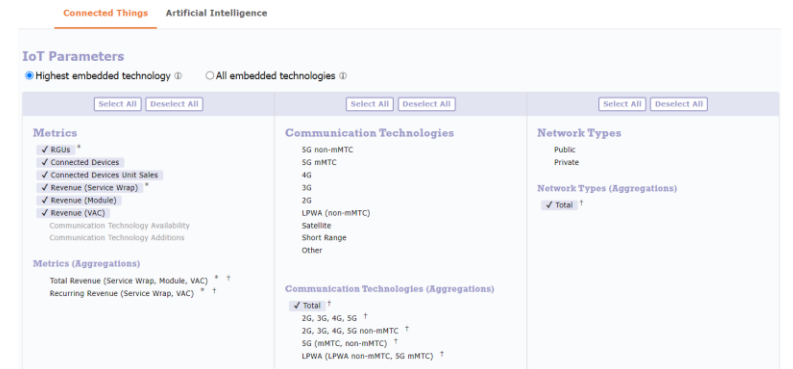 Connected Things Artificial Intelligence
IoT Parameters
Highest embedded technology ⓘ All embedded technologies ⓘ
Select All Deselect All Select All Deselect All Select All Deselect All
Metrics
✓ RGUs *
✓ Connected Devices
✓ Connected Devices Unit Sales
✓ Revenue (Service Wrap) *
✓ Revenue (Module)
✓ Revenue (VAC)
Communication Technology Availability
Communication Technology Additions
Metrics (Aggregations)
Total Revenue (Service Wrap, Module, VAC) * †
Recurring Revenue (Service Wrap, VAC) * †
Communication Technologies
5G non-mMTC
5G mMTC
4G
3G
2G
LPWA (non-mMTC)
Satellite
Short Range
Other
Communication Technologies (Aggregations)
✓ Total †
2G, 3G, 4G, 5G †
2G, 3G, 4G, 5G non-mMTC †
5G (mMTC, non-mMTC) †
LPWA (LPWA non-mMTC, 5G mMTC) †
Network Types
Public
Private
Network Types (Aggregations)
✓ Total †